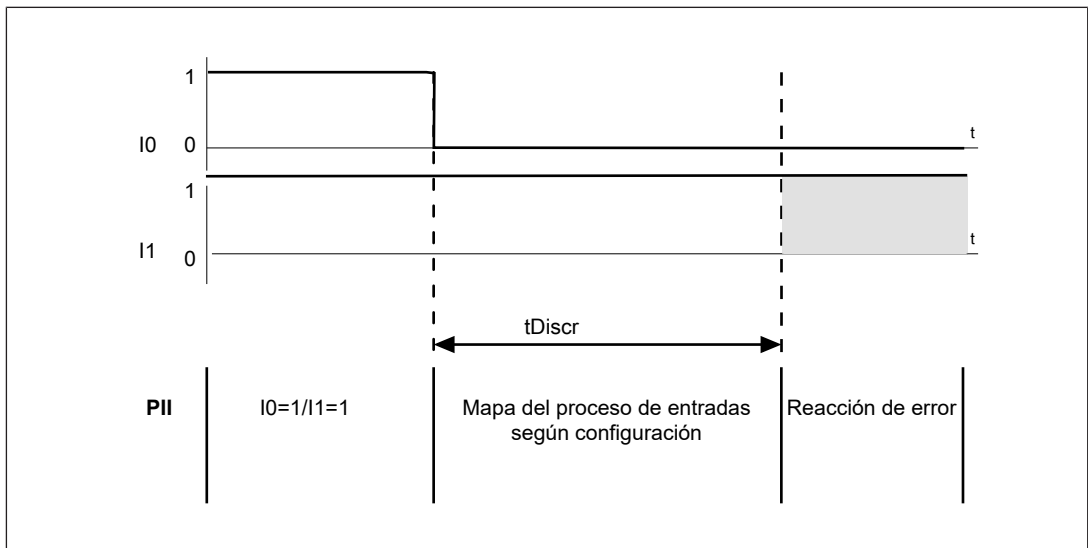 1
I0 0
t
1
I1 0
t
tDiscr
PII
I0=1/I1=1
Mapa del proceso de entradas
según configuración
Reacción de error